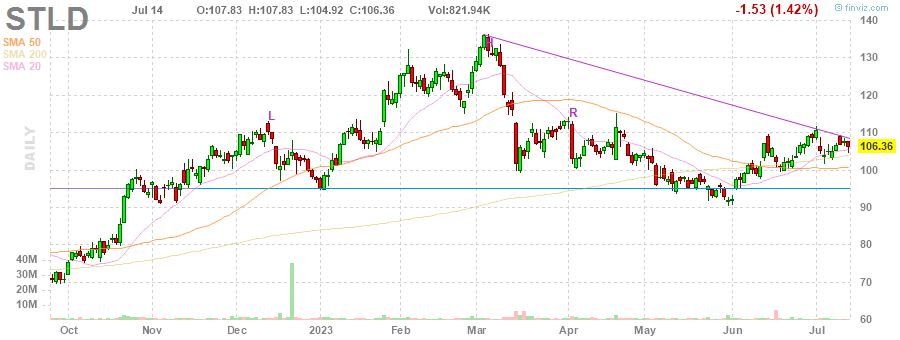 STLD Jul 14 O:107.83 H:107.83 L:104.92 C:106.36 Vol:821.94K -1.53 (1.42%) © finviz.com
SMA 50
SMA 200
SMA 20
DAILY
L
R
140
130
120
110
106.36
100
90
80
70
60
40M
30M
20M
10M
Oct Nov Dec 2023 Feb Mar Apr May Jun Jul